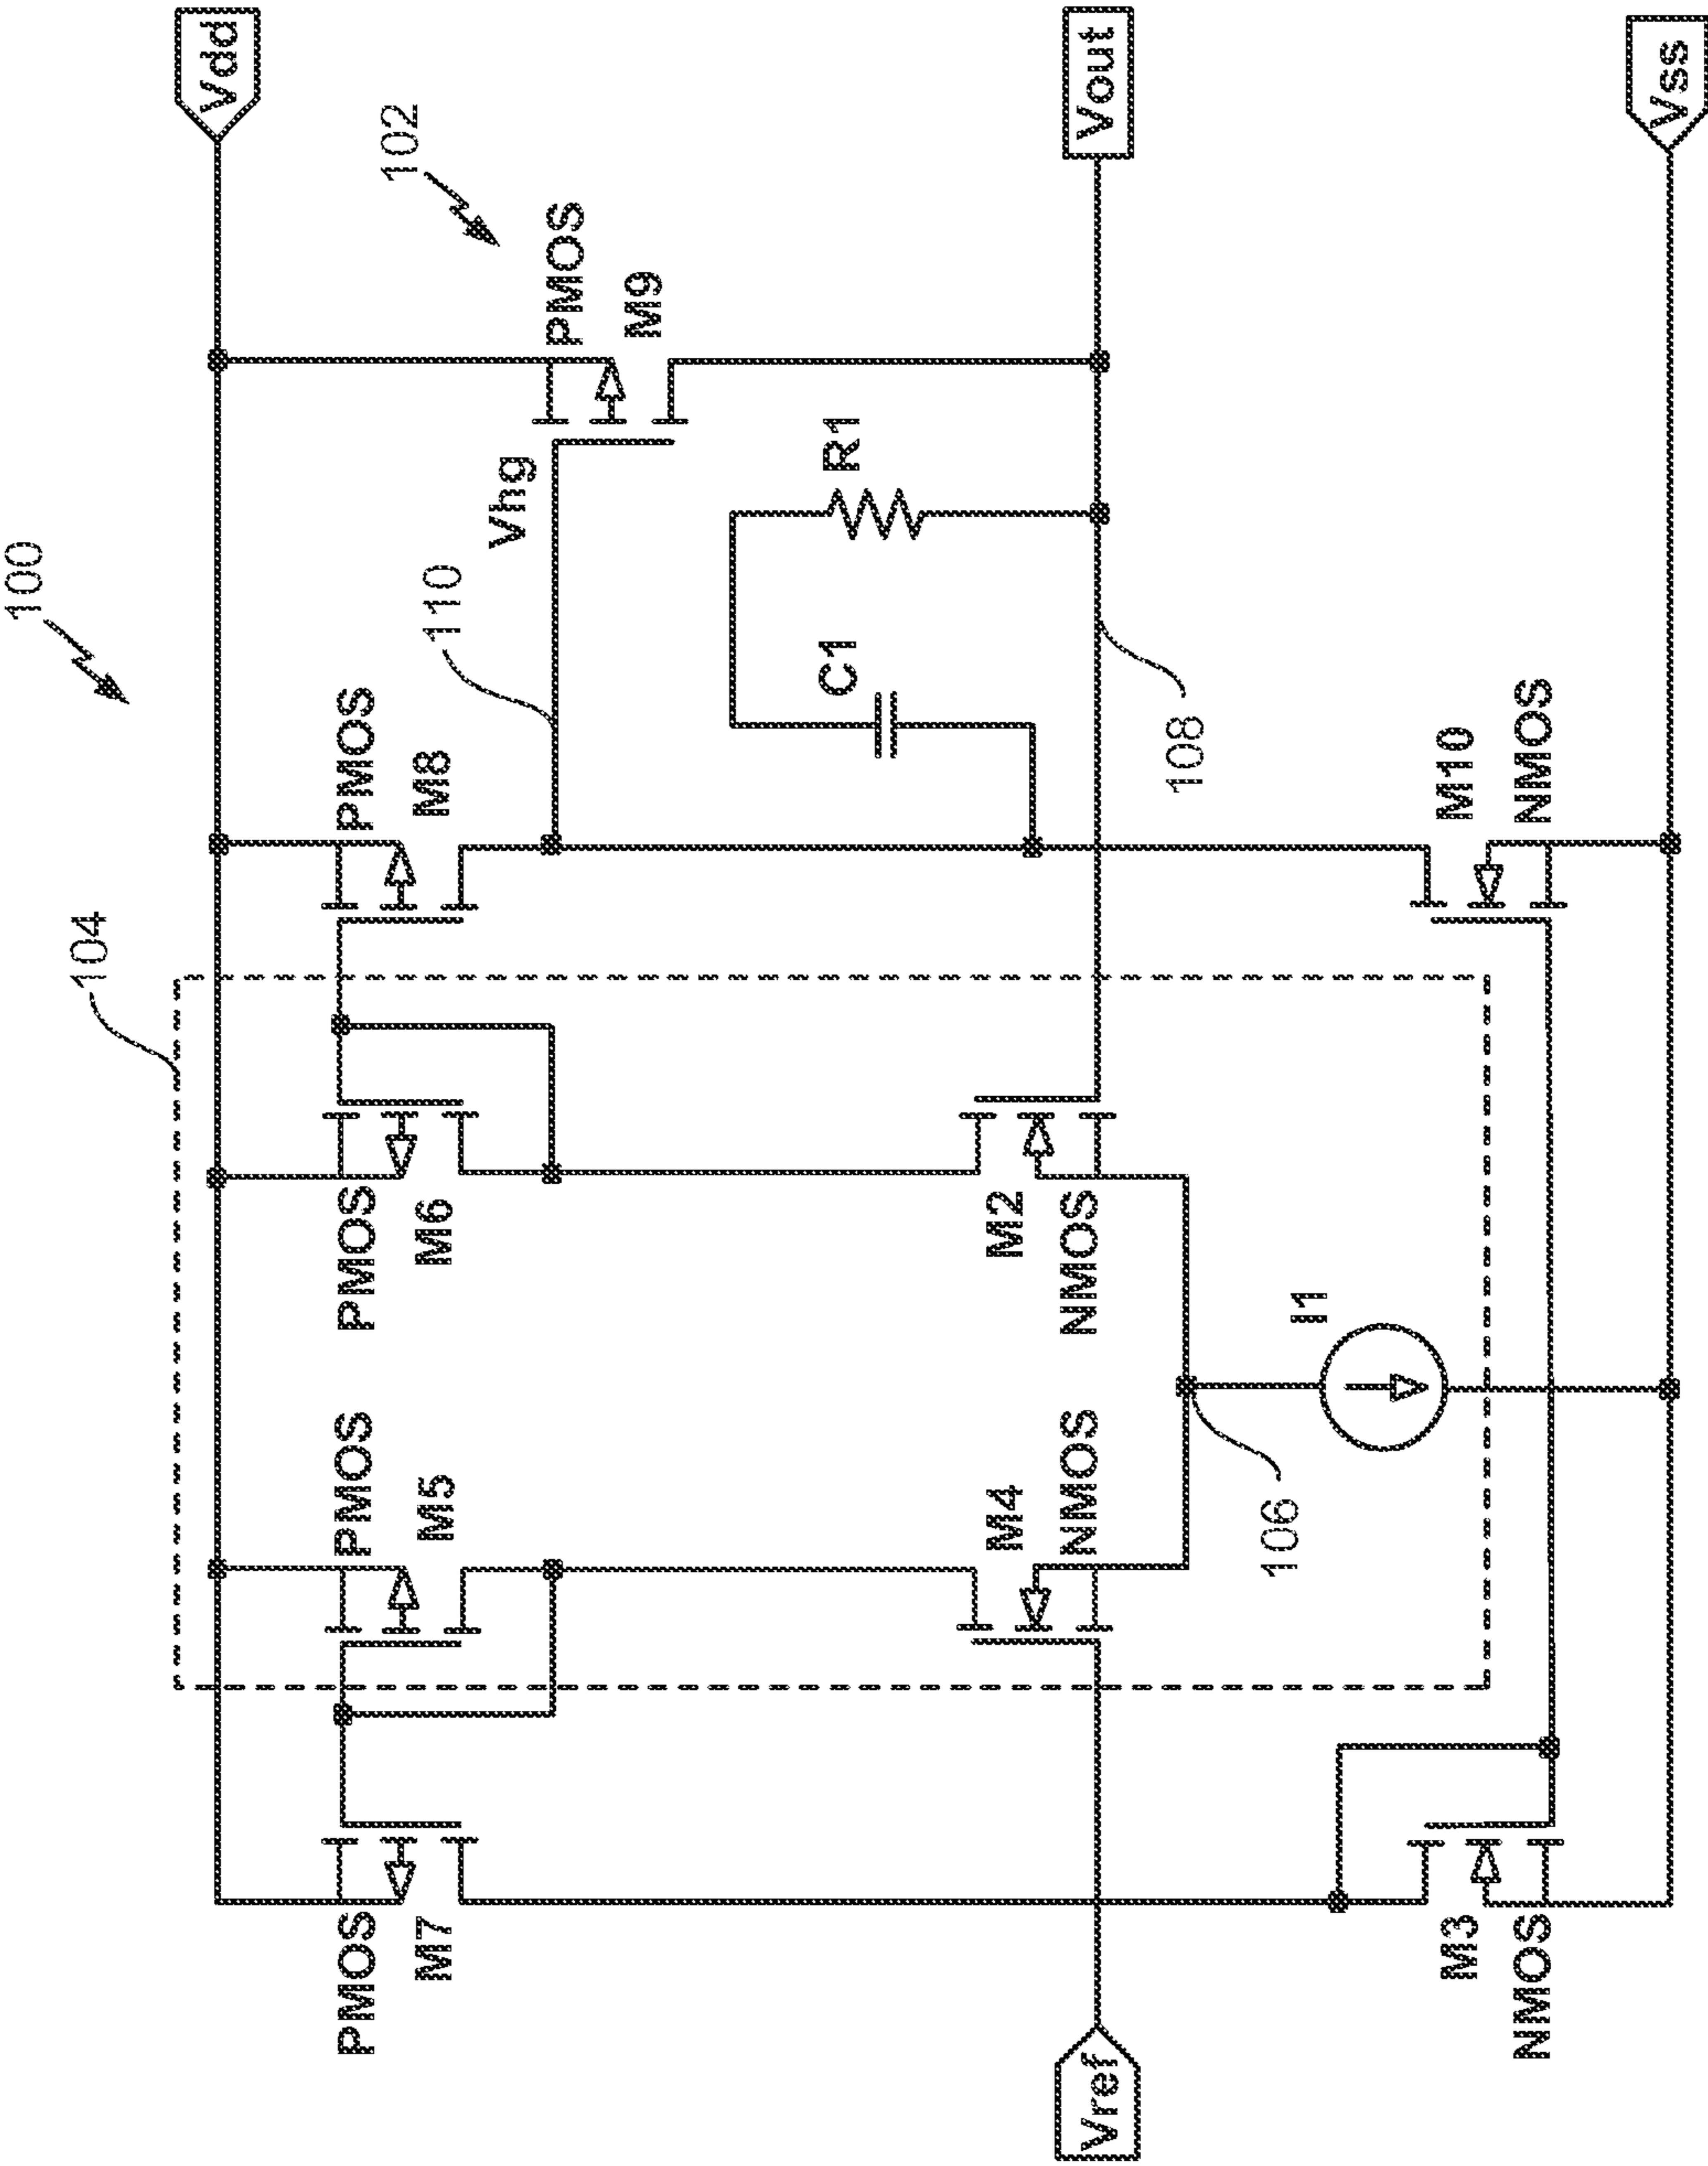 100
102
104
Vdd
PMOS
M7
PMOS
M5
PMOS
M6
PMOS
M8
110
Vhg
PMOS
M9
C1
R1
Vref
M4
NMOS
M2
NMOS
Vout
106
I1
108
M3
NMOS
M10
NMOS
Vss